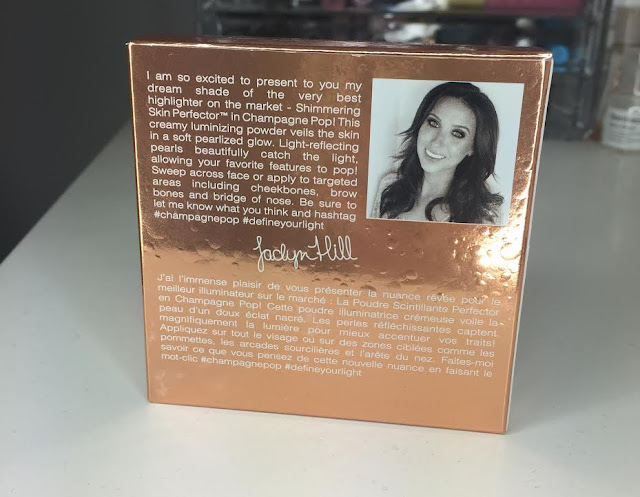 I am so excited to present to you my
dream shade of the very best
highlighter on the market - Shimmering
Skin Perfector™ in Champagne Pop! This
creamy luminizing powder veils the skin
in a soft pearlized glow. Light-reflecting
pearls beautifully catch the light,
allowing your favorite features to pop!
Sweep across face or apply to targeted
areas including cheekbones, brow
bones and bridge of nose. Be sure to
let me know what you think and hashtag
#champagnepop #defineyourlight
Jaclyn Hill
J'ai l'immense plaisir de vous présenter la nuance rêvée pour le
meilleur illuminateur sur le marché : La Poudre Scintillante Perfector
en Champagne Pop! Cette poudre illuminatrice crémeuse voile la
peau d'un doux éclat nacré. Les perles réfléchissantes captent
magnifiquement la lumière pour mieux accentuer vos traits!
Appliquez sur tout le visage ou sur des zones ciblées comme les
pommettes, les arcades sourcilières et l'arête du nez. Faites-moi
savoir ce que vous pensez de cette nouvelle nuance en faisant le
mot-clic #champagnepop #defineyourlight